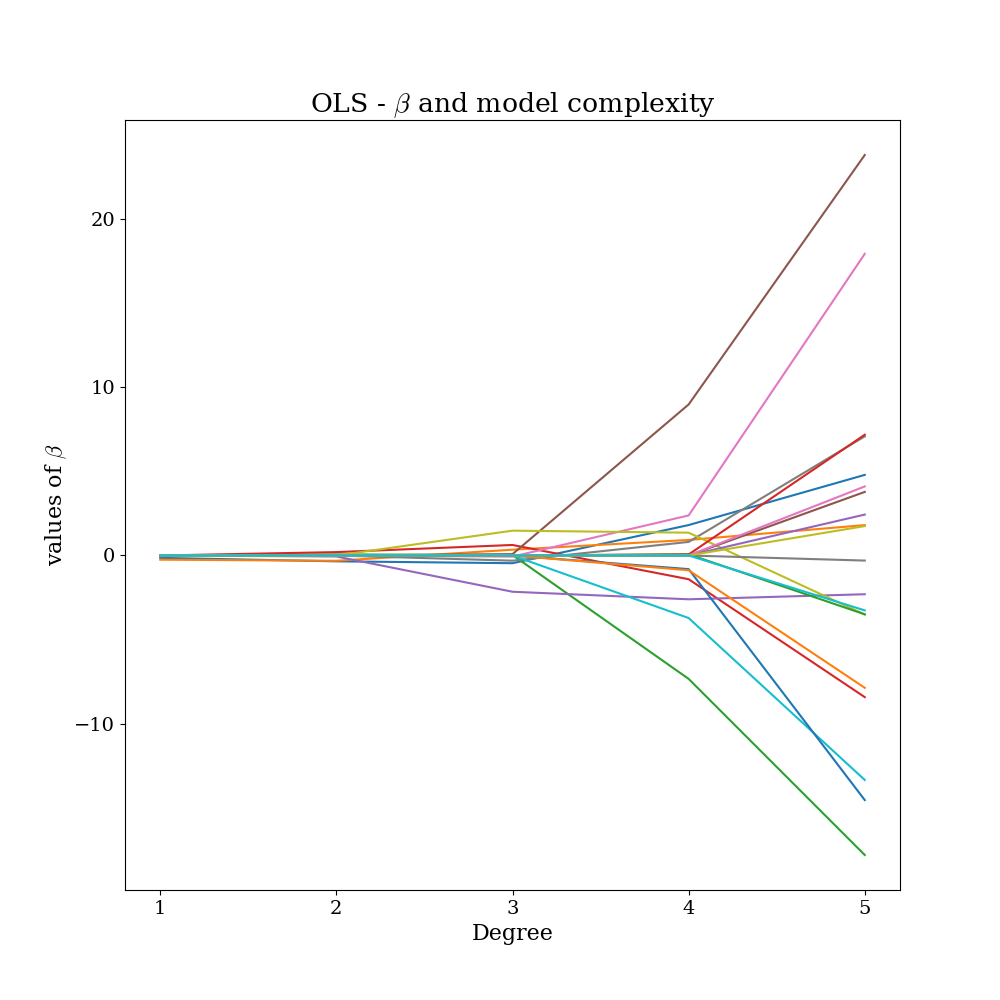 OLS - β and model complexity
values of β
20
10
0
−10
1 2 3 4 5
Degree